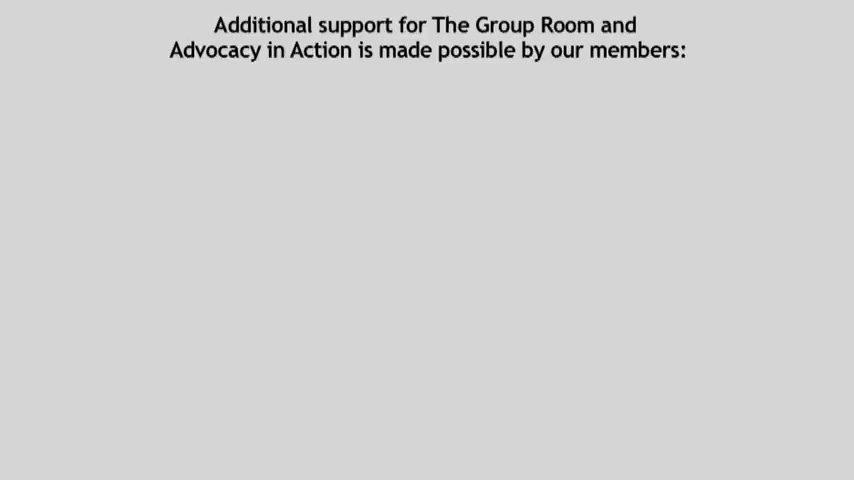 Additional support for The Group Room and
Advocacy in Action is made possible by our members: